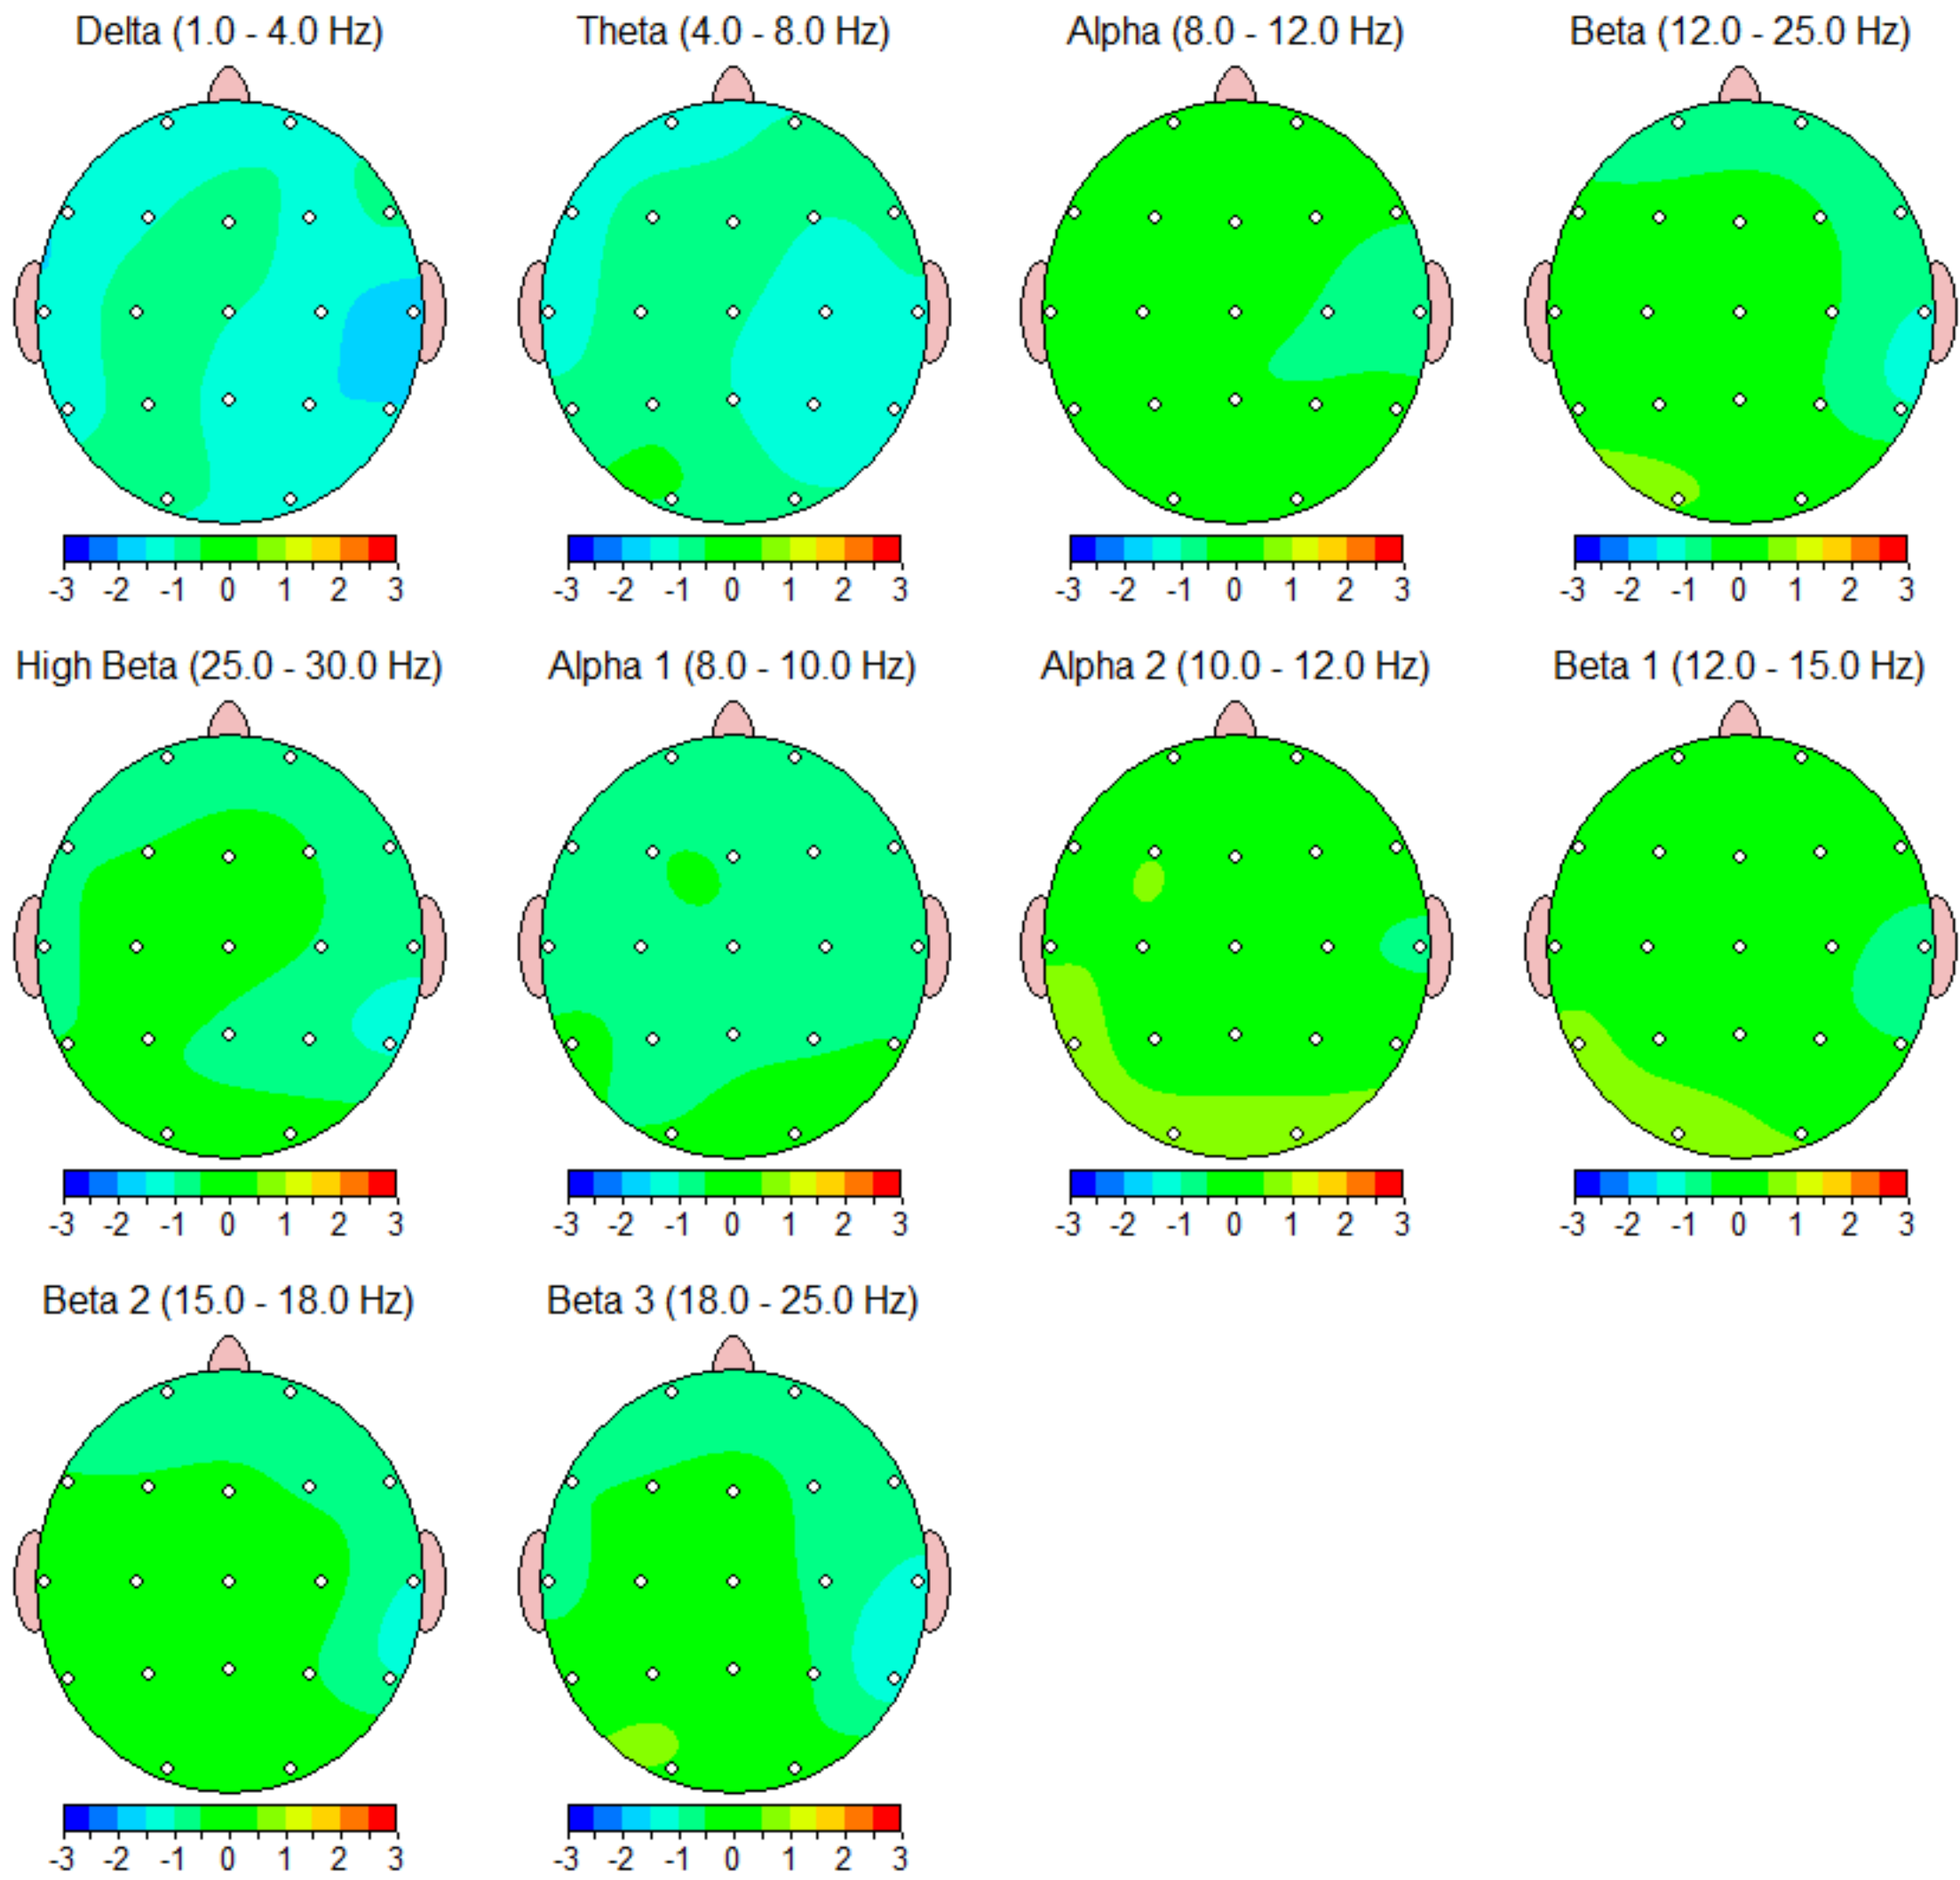 Delta (1.0 - 4.0 Hz) Theta (4.0 - 8.0 Hz) Alpha (8.0 - 12.0 Hz) Beta (12.0 - 25.0 Hz)
-3 -2 -1 0 1 2 3 -3 -2 -1 0 1 2 3 -3 -2 -1 0 1 2 3 -3 -2 -1 0 1 2 3
High Beta (25.0 - 30.0 Hz) Alpha 1 (8.0 - 10.0 Hz) Alpha 2 (10.0 - 12.0 Hz) Beta 1 (12.0 - 15.0 Hz)
-3 -2 -1 0 1 2 3 -3 -2 -1 0 1 2 3 -3 -2 -1 0 1 2 3 -3 -2 -1 0 1 2 3
Beta 2 (15.0 - 18.0 Hz) Beta 3 (18.0 - 25.0 Hz)
-3 -2 -1 0 1 2 3 -3 -2 -1 0 1 2 3